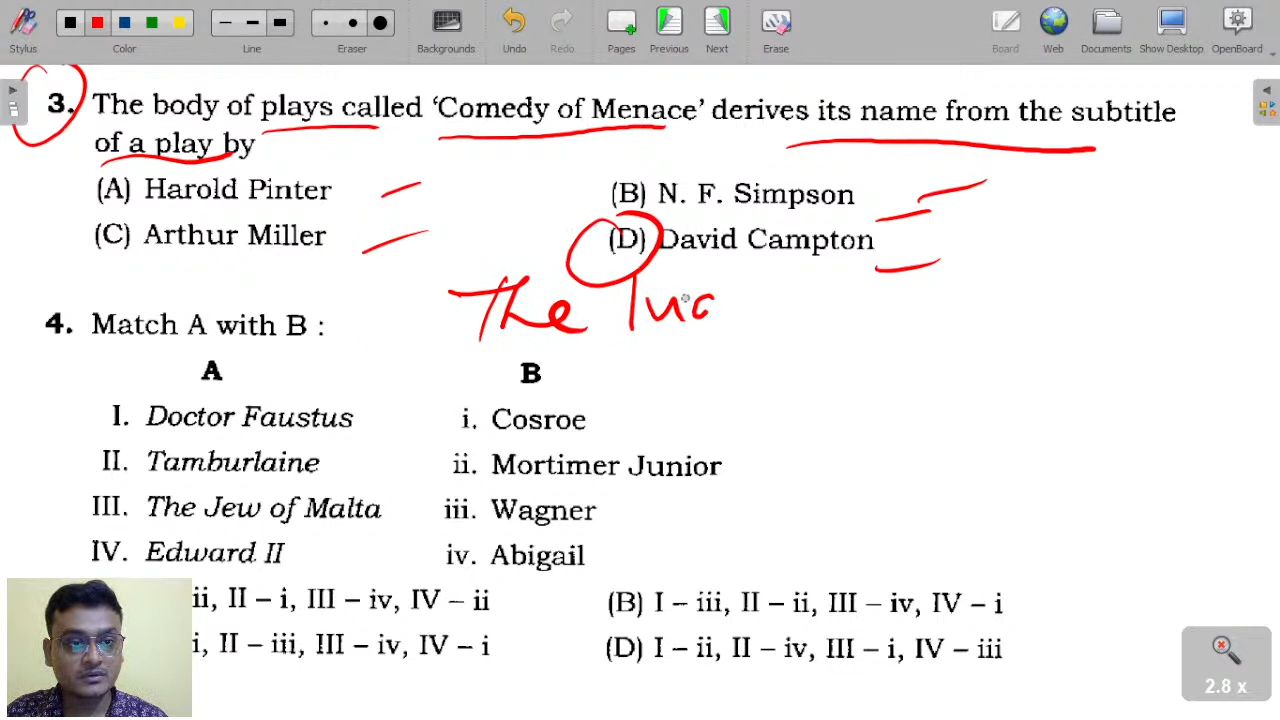 Stylus
Color
Line
Eraser
Backgrounds
Undo
Redo
Pages
Previous
Next
Erase
Board
Web
Documents
Show Desktop
OpenBoard
3. The body of plays called ‘Comedy of Menace’ derives its name from the subtitle
of a play by
(A) Harold Pinter
(B) N. F. Simpson
(C) Arthur Miller
(D) David Campton
The
4. Match A with B :
A
B
I. Doctor Faustus
i. Cosroe
II. Tamburlaine
ii. Mortimer Junior
III. The Jew of Malta
iii. Wagner
IV. Edward II
iv. Abigail
ii, II – i, III – iv, IV – ii
(B) I – iii, II – ii, III – iv, IV – i
i, II – iii, III – iv, IV – i
(D) I – ii, II – iv, III – i, IV – iii
2.8 x